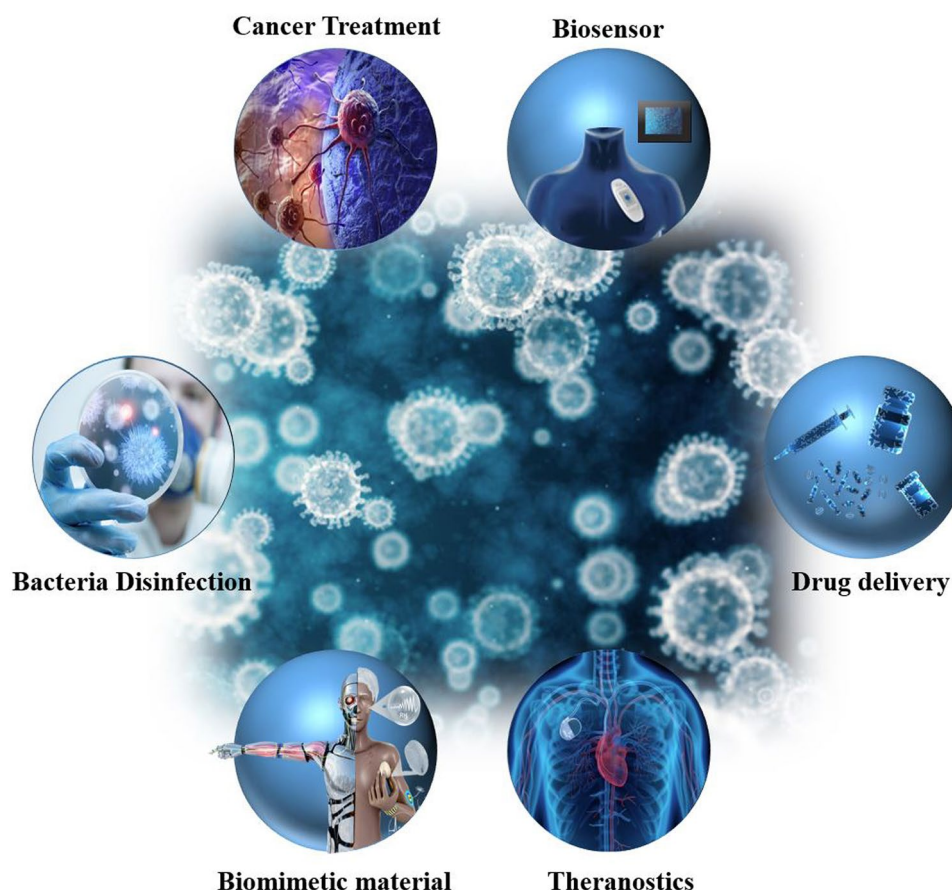 Cancer Treatment
Biosensor
Bacteria Disinfection
Drug delivery
Biomimetic material
Theranostics